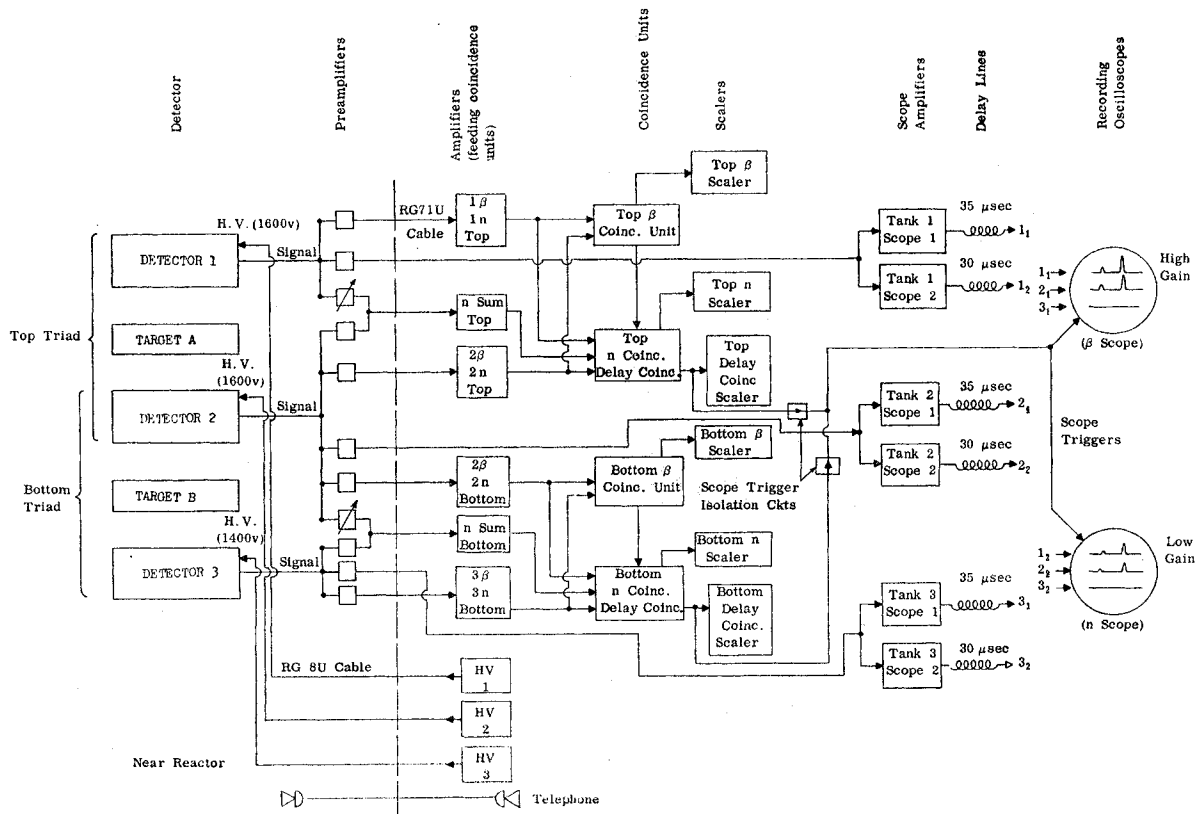 Detector
Preamplifiers
Amplifiers
(feeding coincidence
units)
Coincidence Units
Scalers
Scope
Amplifiers
Delay Lines
Recording
Oscilloscopes
H.V. (1600v)
DETECTOR 1
Signal
RG71U
Cable
1 β
1 n
Top
Top β
Coinc. Unit
Top β
Scaler
Tank 1
Scope 1
35 μsec
1₁
Tank 1
Scope 2
30 μsec
1₂
1₁
2₁
3₁
High
Gain
(β Scope)
Top Triad
TARGET A
n Sum
Top
Top n
Scaler
Top
n Coinc.
Delay Coinc.
Top
Delay
Coinc
Scaler
2β
2n
Top
H.V.
(1600v)
DETECTOR 2
Signal
Tank 2
Scope 1
35 μsec
2₁
Tank 2
Scope 2
30 μsec
2₂
Scope
Triggers
Bottom
Triad
TARGET B
2β
2n
Bottom
Bottom β
Coinc. Unit
Bottom β
Scaler
Scope Trigger
Isolation Ckts
H.V.
(1400v)
DETECTOR 3
Signal
n Sum
Bottom
Bottom n
Scaler
Bottom
n Coinc.
Delay Coinc.
Bottom
Delay
Coinc.
Scaler
3β
3n
Bottom
Tank 3
Scope 1
35 μsec
3₁
Tank 3
Scope 2
30 μsec
3₂
1₂
2₂
3₂
Low
Gain
(n Scope)
RG 8U Cable
HV
1
HV
2
HV
3
Near Reactor
Telephone